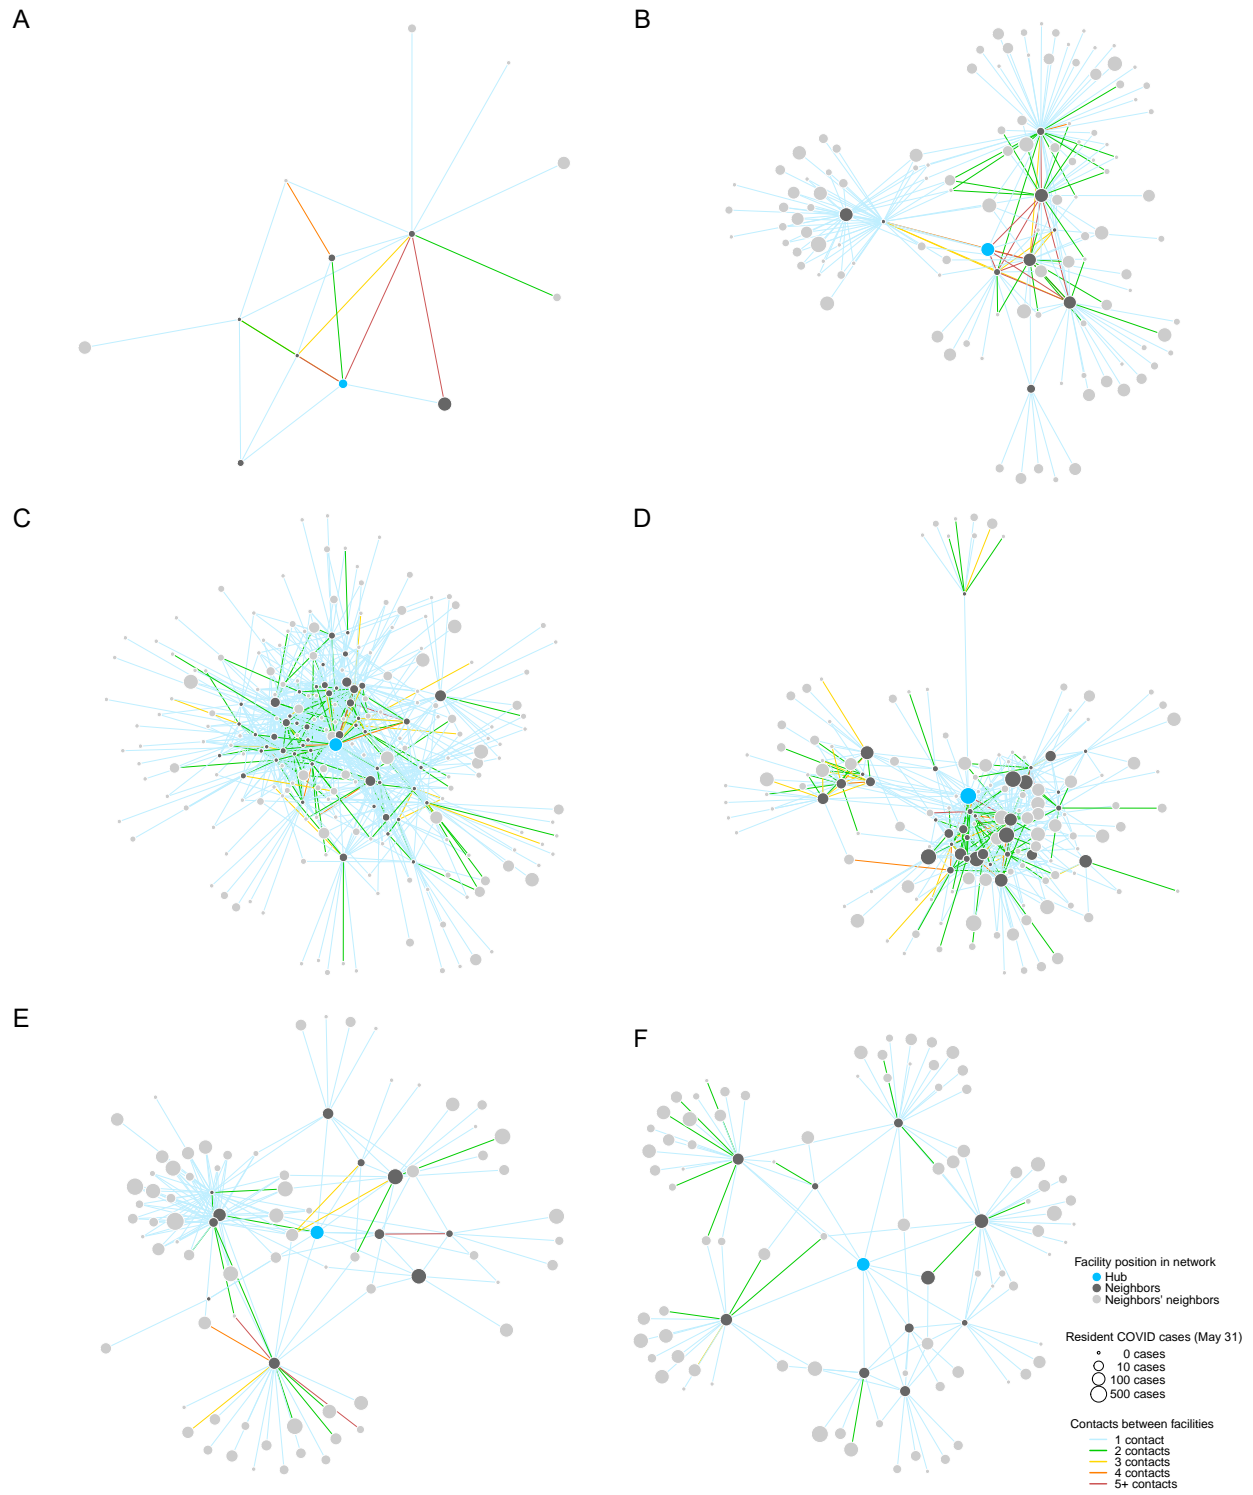 A
B
C
D
E
F
Facility position in network
Hub
Neighbors
Neighbors' neighbors
Resident COVID cases (May 31)
0 cases
10 cases
100 cases
500 cases
Contacts between facilities
1 contact
2 contacts
3 contacts
4 contacts
5+ contacts